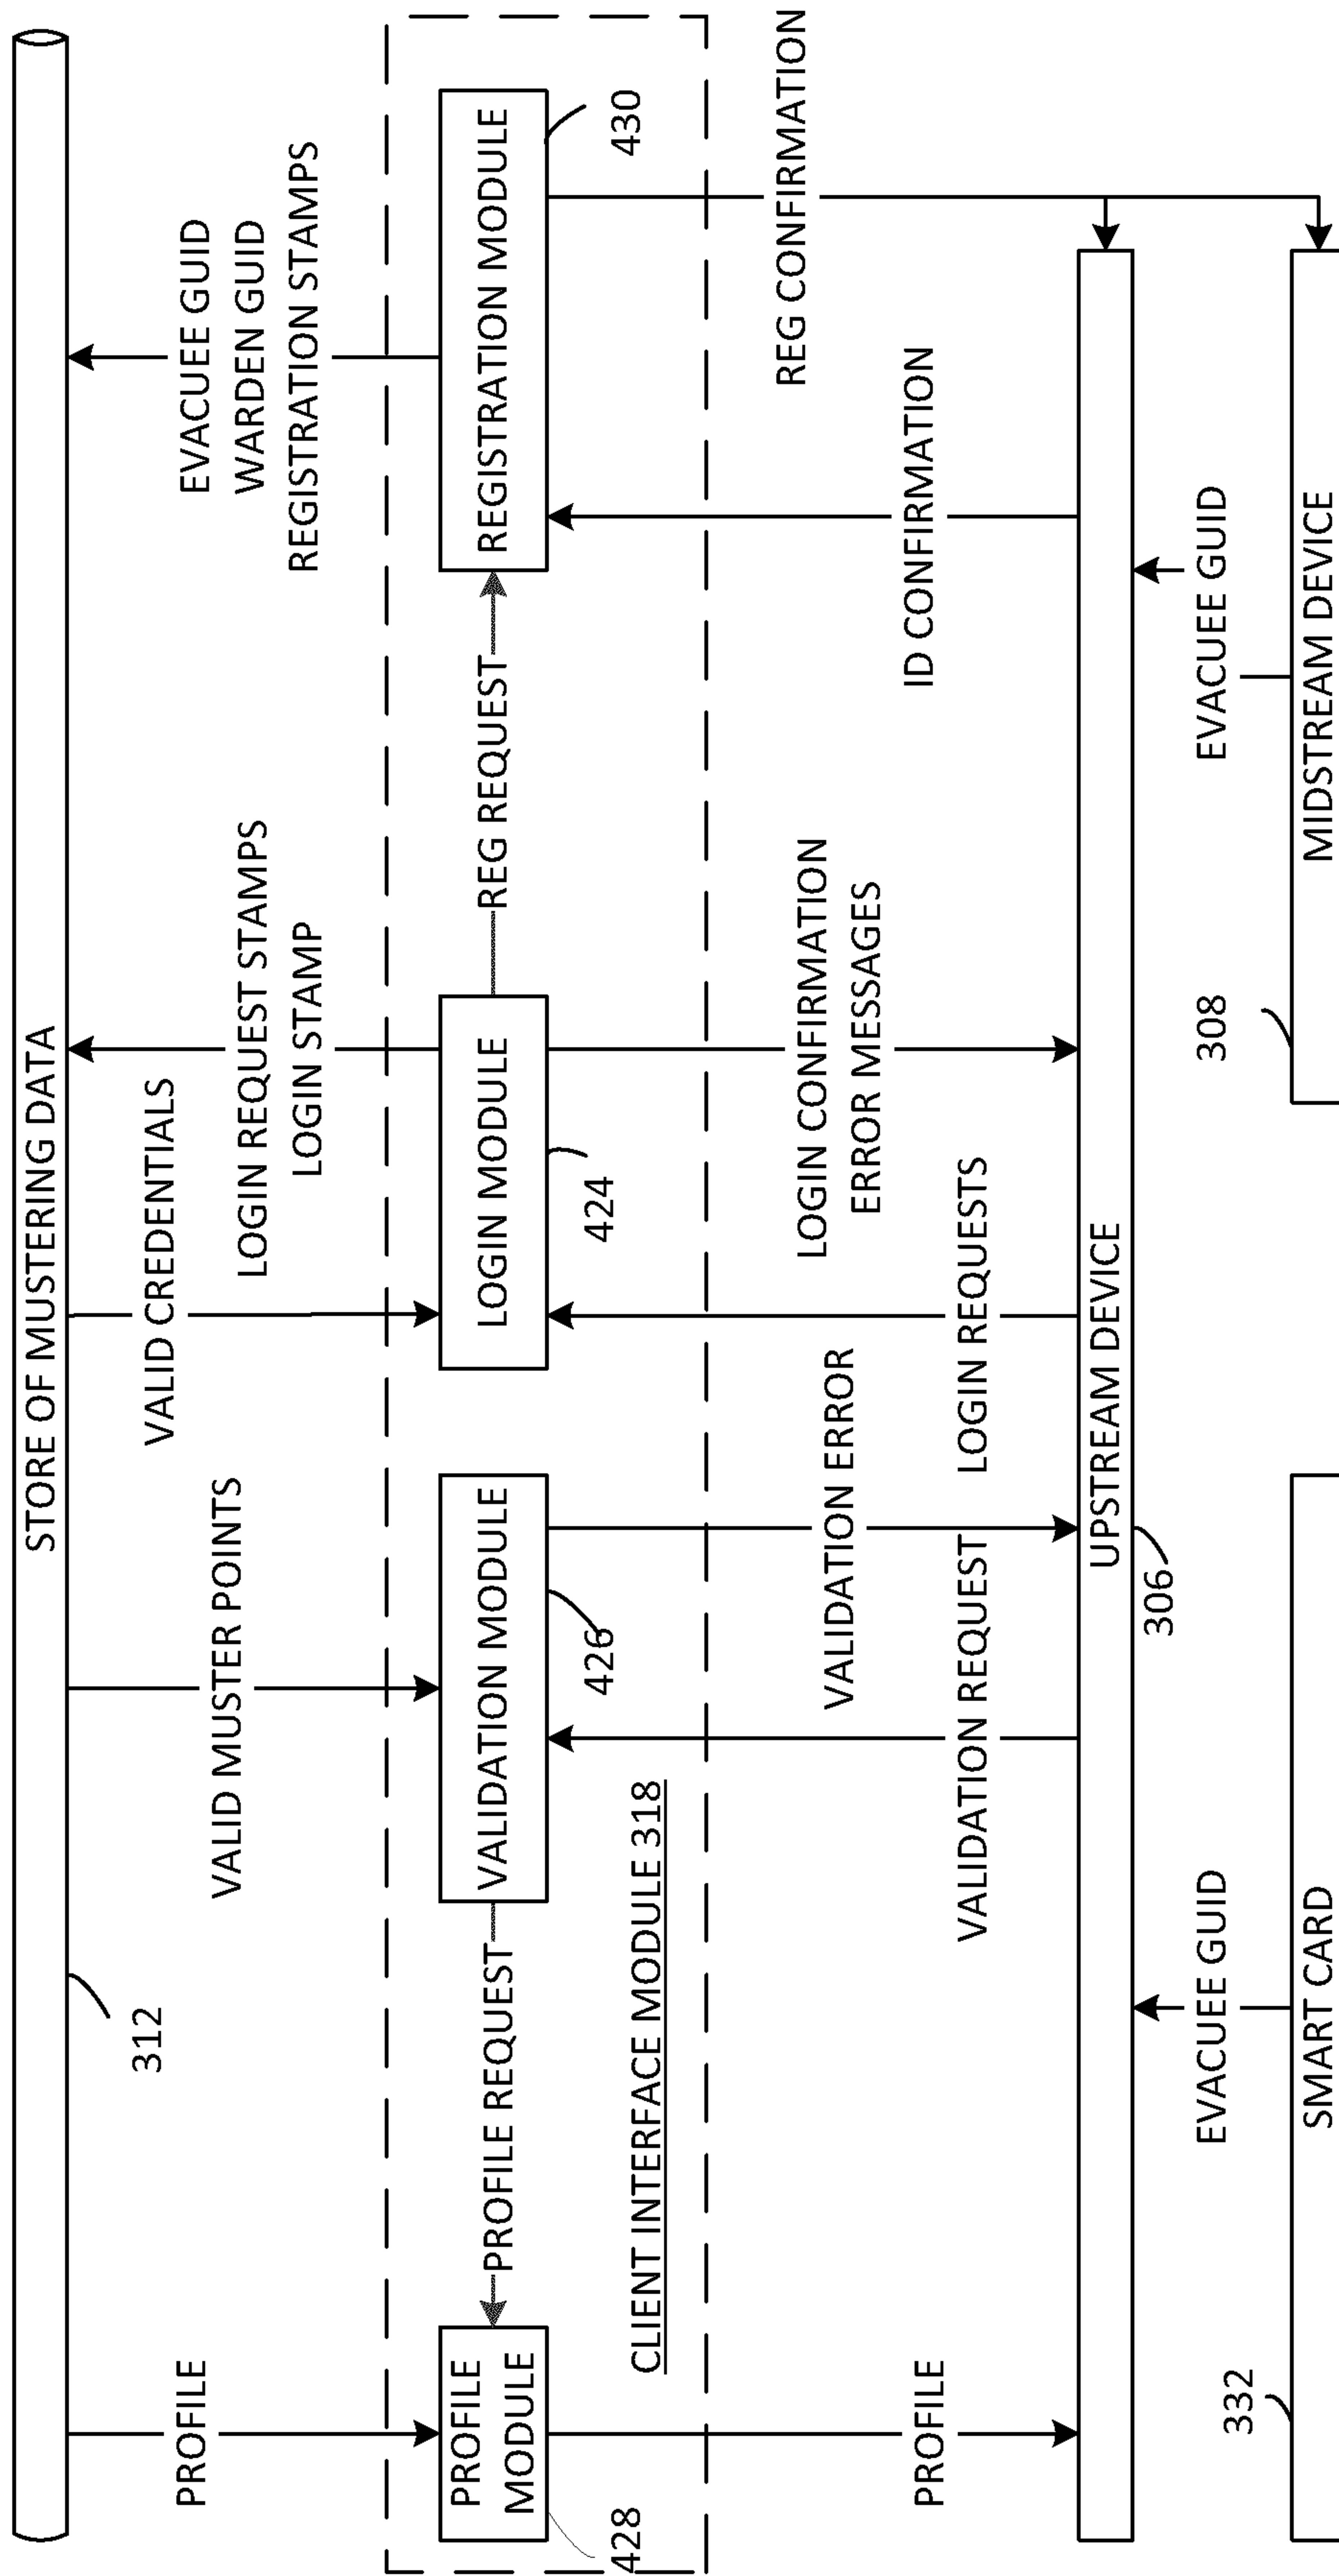 STORE OF MUSTERING DATA
312
PROFILE
VALID MUSTER POINTS
VALID CREDENTIALS
LOGIN REQUEST STAMPS
LOGIN STAMP
EVACUEE GUID
WARDEN GUID
REGISTRATION STAMPS
PROFILE
MODULE
428
PROFILE REQUEST
VALIDATION MODULE
426
LOGIN MODULE
424
REG REQUEST
REGISTRATION MODULE
430
CLIENT INTERFACE MODULE 318
PROFILE
VALIDATION REQUEST
VALIDATION ERROR
LOGIN REQUESTS
LOGIN CONFIRMATION
ERROR MESSAGES
ID CONFIRMATION
REG CONFIRMATION
UPSTREAM DEVICE
306
EVACUEE GUID
EVACUEE GUID
332
SMART CARD
308
MIDSTREAM DEVICE